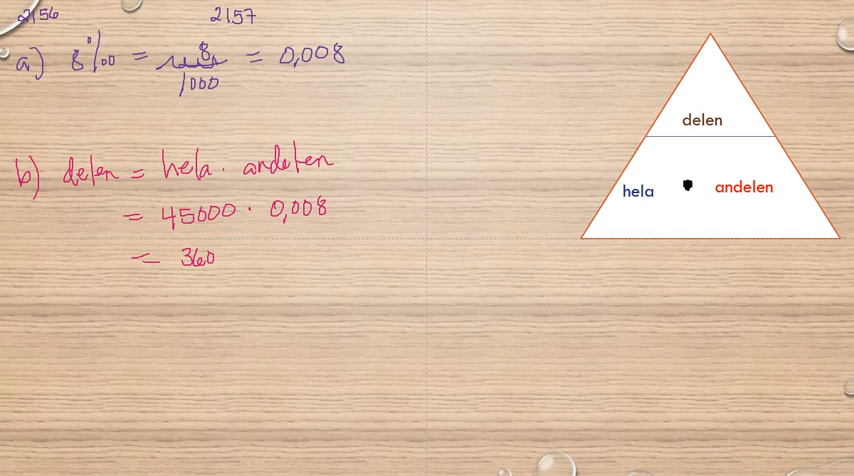 2156 2157
a) 8 ‰ = 8/1000 = 0,008
b) delen = hela · andelen
= 45000 · 0,008
= 360
delen
hela · andelen